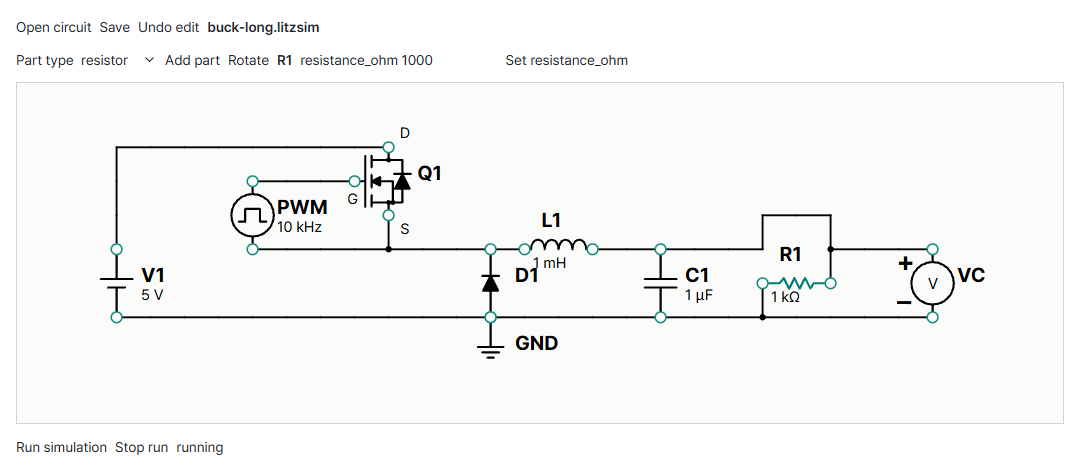 Open circuit Save Undo edit buck-long.litzsim
Part type resistor Add part Rotate R1 resistance_ohm 1000 Set resistance_ohm
D
Q1
G
PWM
10 kHz
S
L1
1 mH
V1
5 V
D1
C1
1 µF
R1
1 kΩ
+
V
VC
GND
Run simulation Stop run running